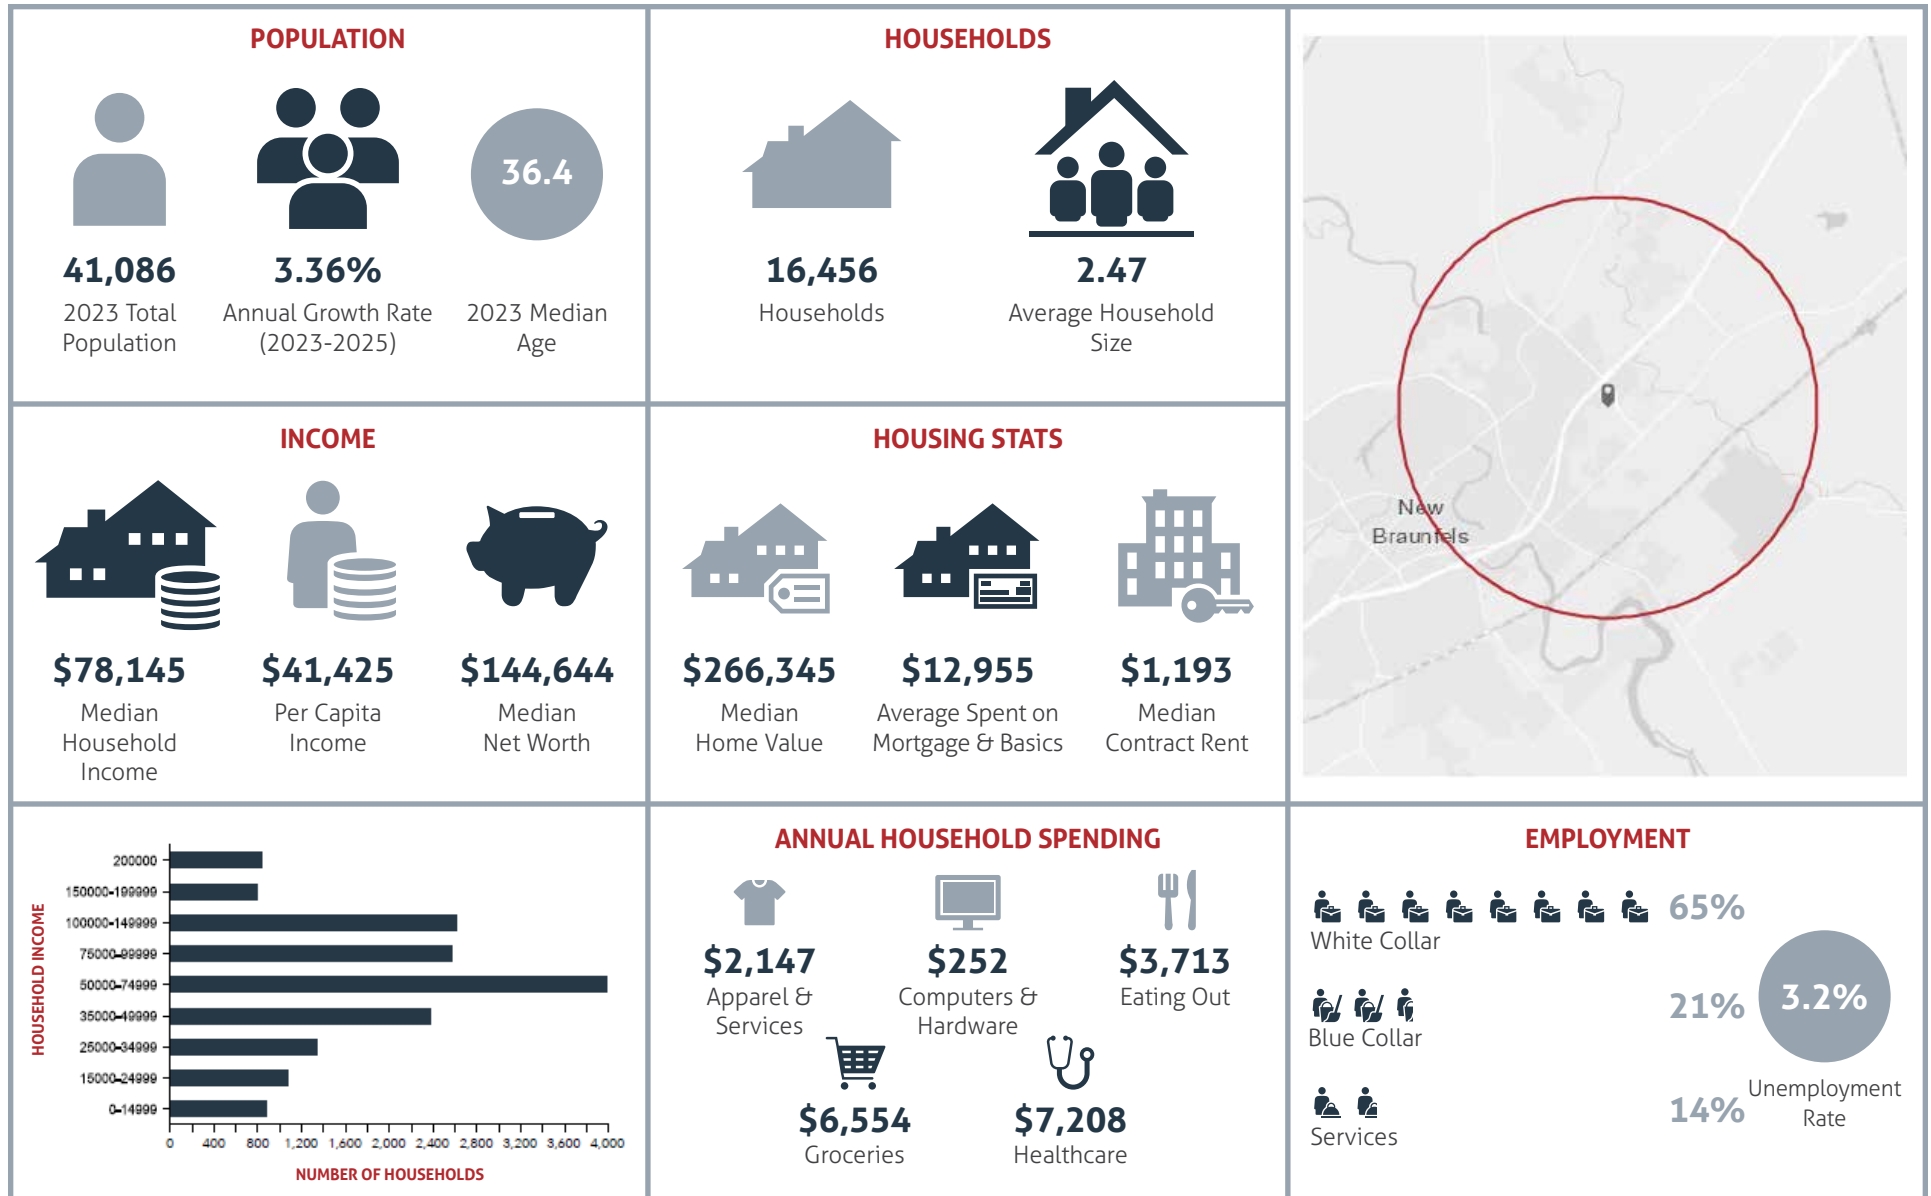 POPULATION
36.4
41,086
2023 Total
Population
3.36%
Annual Growth Rate
(2023-2025)
2023 Median
Age
HOUSEHOLDS
16,456
Households
2.47
Average Household
Size
New
Braunfels
INCOME
$78,145
Median
Household
Income
$41,425
Per Capita
Income
$144,644
Median
Net Worth
HOUSING STATS
$266,345
Median
Home Value
$12,955
Average Spent on
Mortgage & Basics
$1,193
Median
Contract Rent
HOUSEHOLD INCOME
200000
150000-199999
100000-149999
75000-99999
50000-74999
35000-49999
25000-34999
15000-24999
0-14999
0 400 800 1,200 1,600 2,000 2,400 2,800 3,200 3,600 4,000
NUMBER OF HOUSEHOLDS
ANNUAL HOUSEHOLD SPENDING
$2,147
Apparel &
Services
$252
Computers &
Hardware
$3,713
Eating Out
$6,554
Groceries
$7,208
Healthcare
EMPLOYMENT
65%
White Collar
21%
Blue Collar
14%
Services
3.2%
Unemployment
Rate